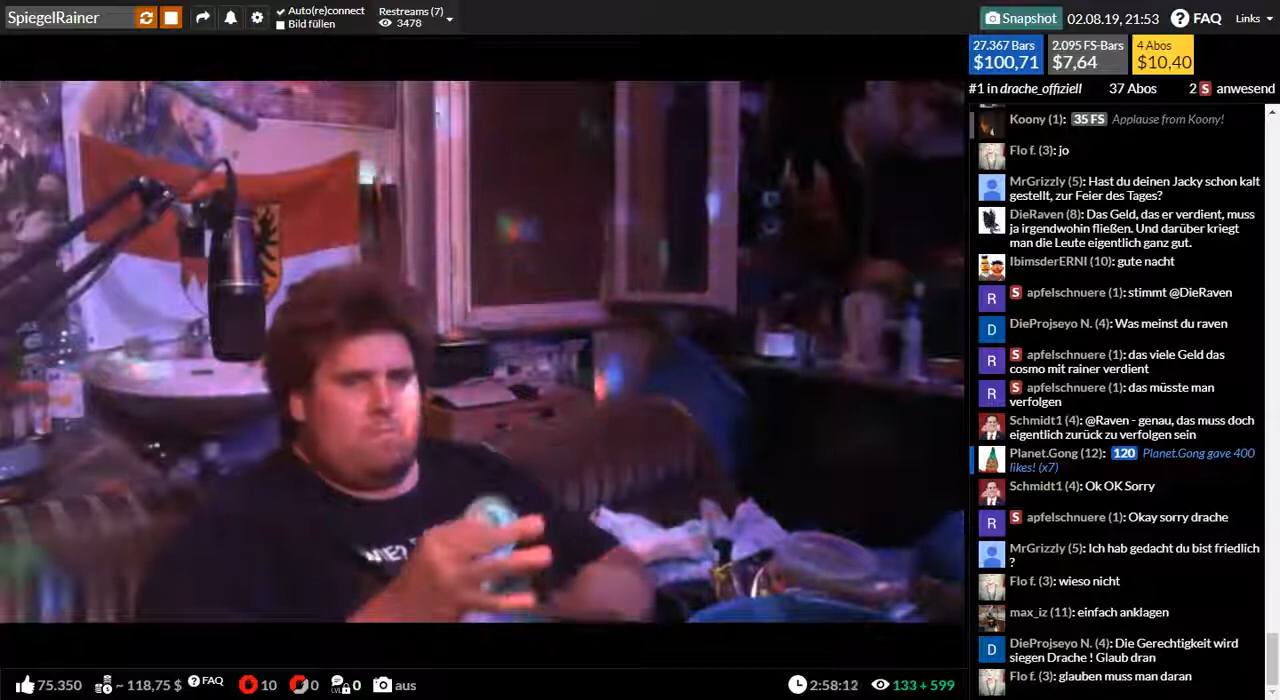 SpiegelRainer
Auto(re)connect
Bild füllen
Restreams (7)
3478
Snapshot
02.08.19, 21:53
FAQ
Links
27.367 Bars
$100,71
2.095 FS-Bars
$7,64
4 Abos
$10,40
#1 in drache_offiziell
37 Abos
2 S anwesend
Koony (1): 35 FS Applause from Koony!
Flo f. (3): jo
MrGrizzly (5): Hast du deinen Jacky schon kalt
gestellt, zur Feier des Tages?
DieRaven (8): Das Geld, das er verdient, muss
ja irgendwohin fließen. Und darüber kriegt
man die Leute eigentlich ganz gut.
IbimsderERNI (10): gute nacht
R S apfelschnuere (1): stimmt @DieRaven
D DieProjseyo N. (4): Was meinst du raven
R S apfelschnuere (1): das viele Geld das
cosmo mit rainer verdient
R S apfelschnuere (1): das müsste man
verfolgen
Schmidt1 (4): @Raven - genau, das muss doch
eigentlich zurück zu verfolgen sein
Planet.Gong (12): 120 Planet.Gong gave 400
likes! (x7)
Schmidt1 (4): Ok OK Sorry
R S apfelschnuere (1): Okay sorry drache
MrGrizzly (5): Ich hab gedacht du bist friedlich
?
Flo f. (3): wieso nicht
max_iz (11): einfach anklagen
D DieProjseyo N. (4): Die Gerechtigkeit wird
siegen Drache ! Glaub dran
Flo f. (3): glauben muss man daran
75.350
~ 118,75 $
FAQ
10
0
0
aus
2:58:12
133 + 599